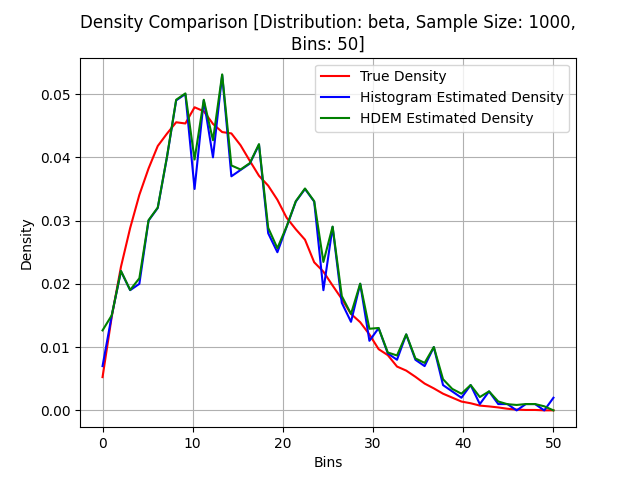 Density Comparison [Distribution: beta, Sample Size: 1000,
Bins: 50]
True Density
Histogram Estimated Density
HDEM Estimated Density
Density
0.05
0.04
0.03
0.02
0.01
0.00
0 10 20 30 40 50
Bins